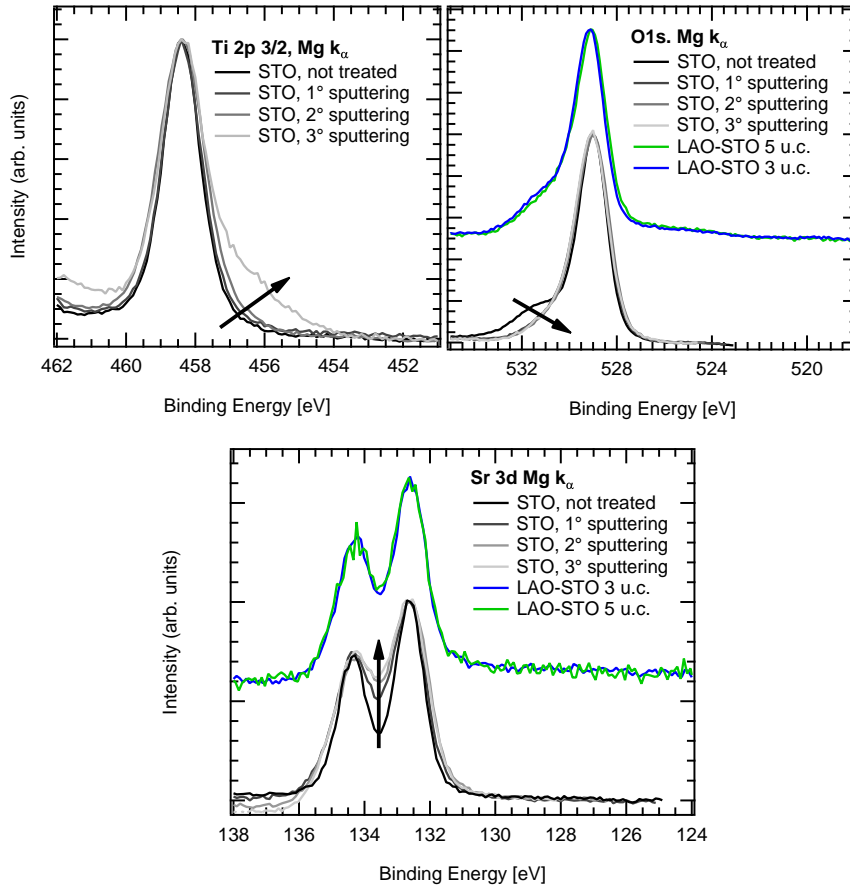 Ti 2p 3/2, Mg kα
STO, not treated
STO, 1° sputtering
STO, 2° sputtering
STO, 3° sputtering
Intensity (arb. units)
462
460
458
456
454
452
Binding Energy [eV]
O1s. Mg kα
STO, not treated
STO, 1° sputtering
STO, 2° sputtering
STO, 3° sputtering
LAO-STO 5 u.c.
LAO-STO 3 u.c.
532
528
524
520
Binding Energy [eV]
Sr 3d Mg kα
STO, not treated
STO, 1° sputtering
STO, 2° sputtering
STO, 3° sputtering
LAO-STO 3 u.c.
LAO-STO 5 u.c.
Intensity (arb. units)
138
136
134
132
130
128
126
124
Binding Energy [eV]